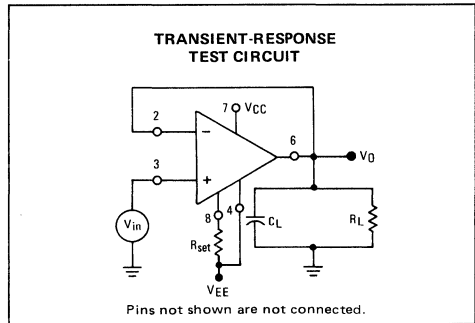 TRANSIENT-RESPONSE
TEST CIRCUIT
7 VCC
2
6
VO
3
Vin
8
4
CL
RL
Rset
VEE
Pins not shown are not connected.